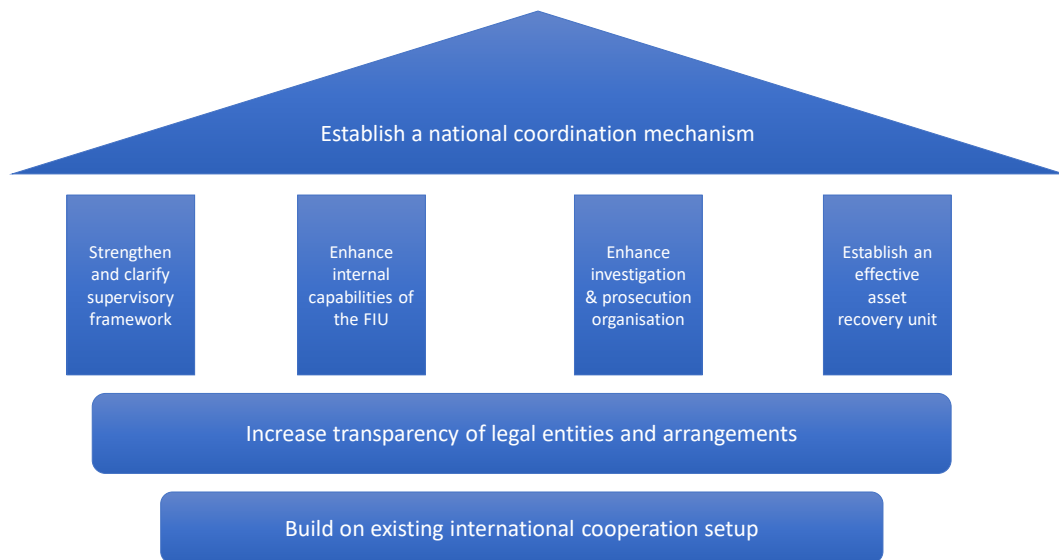 Establish a national coordination mechanism
Strengthen
and clarify
supervisory
framework
Enhance
internal
capabilities of
the FIU
Enhance
investigation
& prosecution
organisation
Establish an
effective
asset
recovery unit
Increase transparency of legal entities and arrangements
Build on existing international cooperation setup